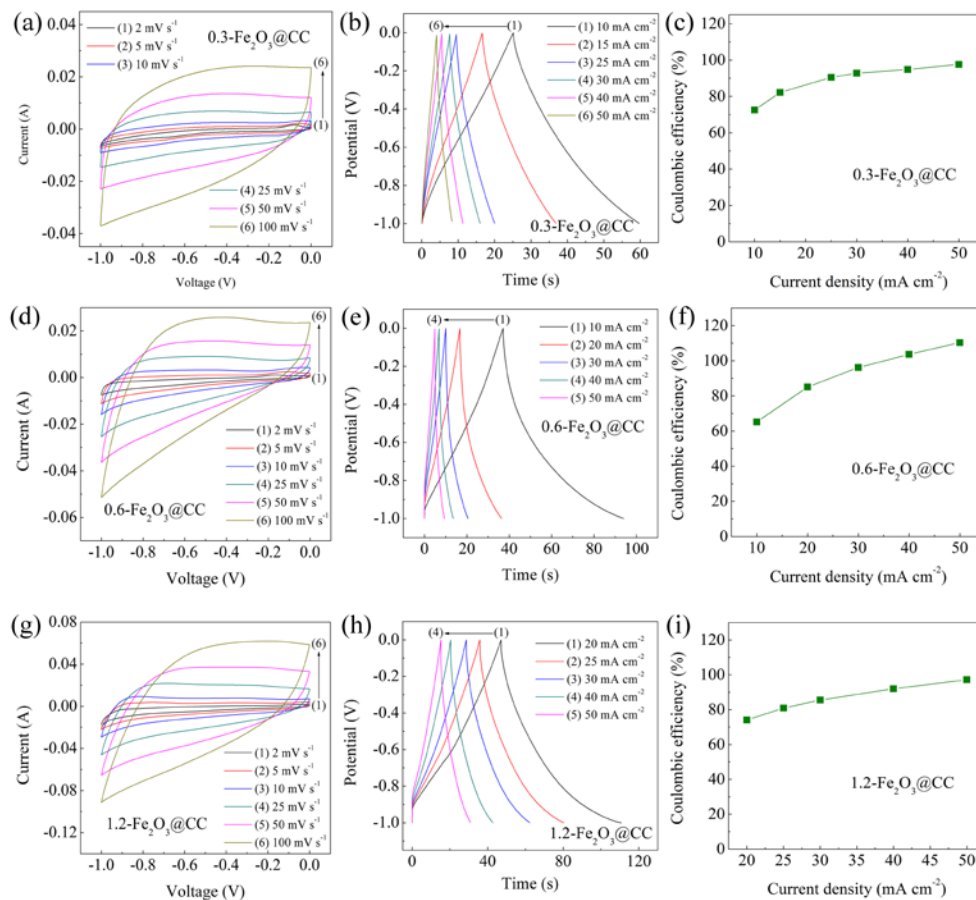 (a)
0.04
0.02
0.00
-0.02
-0.04
Current (A)
(1) 2 mV s⁻¹
(2) 5 mV s⁻¹
(3) 10 mV s⁻¹
0.3-Fe₂O₃@CC
(6)
(1)
(4) 25 mV s⁻¹
(5) 50 mV s⁻¹
(6) 100 mV s⁻¹
-1.0 -0.8 -0.6 -0.4 -0.2 0.0
Voltage (V)
(b)
0.0
-0.2
-0.4
-0.6
-0.8
-1.0
Potential (V)
(6) (1)
(1) 10 mA cm⁻²
(2) 15 mA cm⁻²
(3) 25 mA cm⁻²
(4) 30 mA cm⁻²
(5) 40 mA cm⁻²
(6) 50 mA cm⁻²
0.3-Fe₂O₃@CC
0 10 20 30 40 50 60
Time (s)
(c)
120
100
80
60
40
20
0
Coulombic efficiency (%)
0.3-Fe₂O₃@CC
10 20 30 40 50
Current density (mA cm⁻²)
(d)
0.02
0.00
-0.02
-0.04
-0.06
Current (A)
(6)
(1)
(1) 2 mV s⁻¹
(2) 5 mV s⁻¹
(3) 10 mV s⁻¹
(4) 25 mV s⁻¹
(5) 50 mV s⁻¹
(6) 100 mV s⁻¹
0.6-Fe₂O₃@CC
-1.0 -0.8 -0.6 -0.4 -0.2 0.0
Voltage (V)
(e)
0.0
-0.2
-0.4
-0.6
-0.8
-1.0
Potential (V)
(4) (1)
(1) 10 mA cm⁻²
(2) 20 mA cm⁻²
(3) 30 mA cm⁻²
(4) 40 mA cm⁻²
(5) 50 mA cm⁻²
0.6-Fe₂O₃@CC
0 20 40 60 80 100
Time (s)
(f)
120
100
80
60
40
20
0
Coulombic efficiency (%)
0.6-Fe₂O₃@CC
10 20 30 40 50
Current density (mA cm⁻²)
(g)
0.08
0.04
0.00
-0.04
-0.08
-0.12
Current (A)
(6)
(1)
(1) 2 mV s⁻¹
(2) 5 mV s⁻¹
(3) 10 mV s⁻¹
(4) 25 mV s⁻¹
(5) 50 mV s⁻¹
(6) 100 mV s⁻¹
1.2-Fe₂O₃@CC
-1.0 -0.8 -0.6 -0.4 -0.2 0.0
Voltage (V)
(h)
0.0
-0.2
-0.4
-0.6
-0.8
-1.0
Potential (V)
(4) (1)
(1) 20 mA cm⁻²
(2) 25 mA cm⁻²
(3) 30 mA cm⁻²
(4) 40 mA cm⁻²
(5) 50 mA cm⁻²
1.2-Fe₂O₃@CC
0 40 80 120
Time (s)
(i)
120
100
80
60
40
20
0
Coulombic efficiency (%)
1.2-Fe₂O₃@CC
20 25 30 35 40 45 50
Current density (mA cm⁻²)